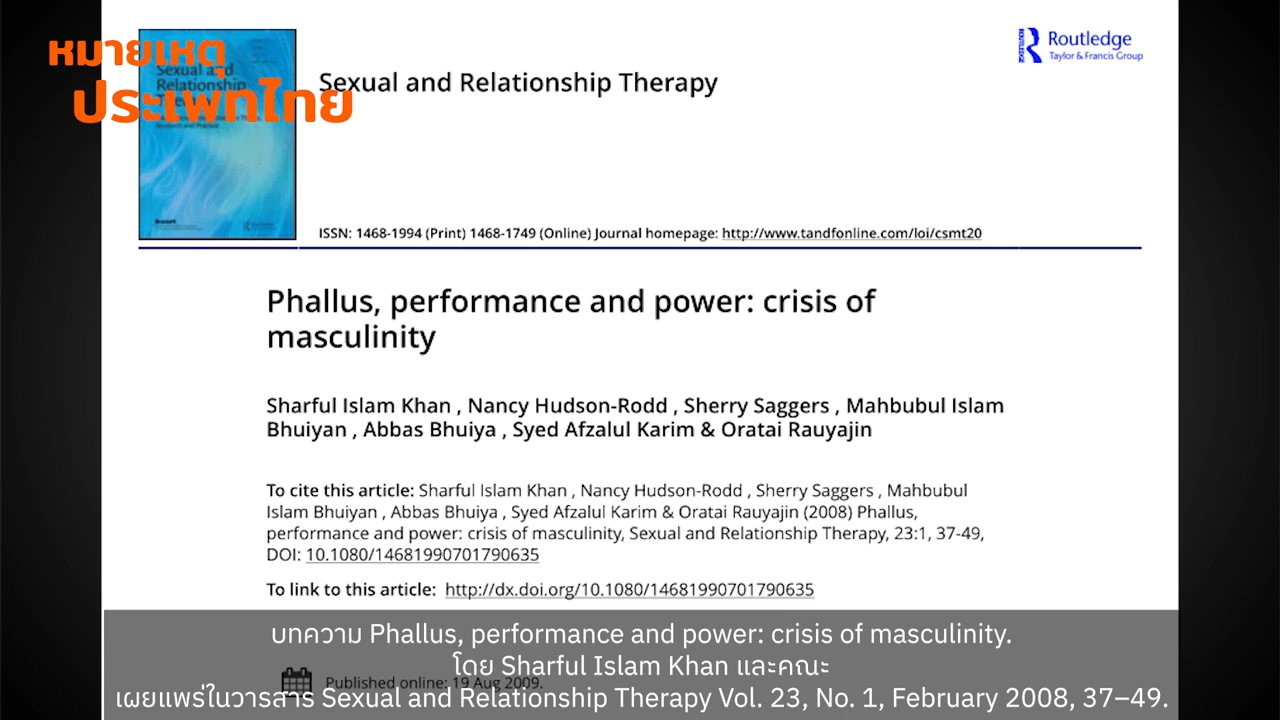 หมายเหตุ
ประเพทไทย
Sexual and
Relationship
Routledge
Taylor & Francis Group
Sexual and Relationship Therapy
ISSN: 1468-1994 (Print) 1468-1749 (Online) Journal homepage: http://www.tandfonline.com/loi/csmt20
Phallus, performance and power: crisis of
masculinity
Sharful Islam Khan , Nancy Hudson-Rodd , Sherry Saggers , Mahbubul Islam
Bhuiyan , Abbas Bhuiya , Syed Afzalul Karim & Oratai Rauyajin
To cite this article: Sharful Islam Khan , Nancy Hudson-Rodd , Sherry Saggers , Mahbubul
Islam Bhuiyan , Abbas Bhuiya , Syed Afzalul Karim & Oratai Rauyajin (2008) Phallus,
performance and power: crisis of masculinity, Sexual and Relationship Therapy, 23:1, 37-49,
DOI: 10.1080/14681990701790635
To link to this article: http://dx.doi.org/10.1080/14681990701790635
บทความ Phallus, performance and power: crisis of masculinity.
โดย Sharful Islam Khan และคณะ
Published online: 19 Aug 2009.
เผยแพร่ในวารสาร Sexual and Relationship Therapy Vol. 23, No. 1, February 2008, 37–49.